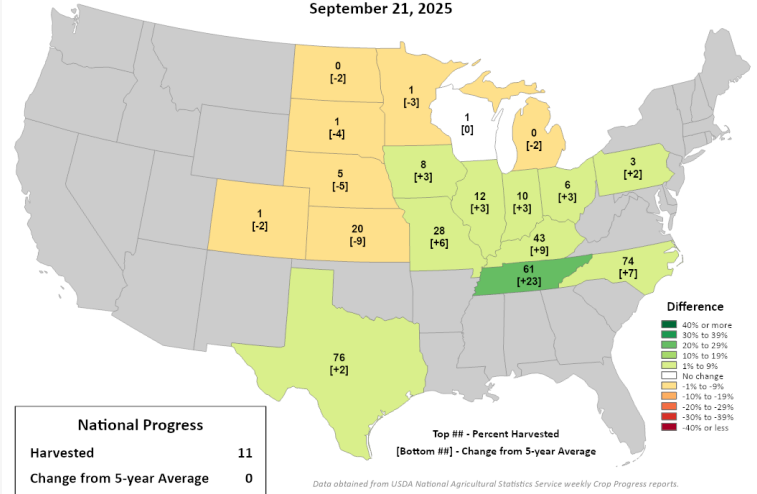 September 21, 2025
0
[-2]
1
[-3]
1
[0]
0
[-2]
1
[-4]
5
[-5]
8
[+3]
12
[+3]
10
[+3]
6
[+3]
3
[+2]
1
[-2]
20
[-9]
28
[+6]
43
[+9]
61
[+23]
74
[+7]
76
[+2]
Difference
40% or more
30% to 39%
20% to 29%
10% to 19%
1% to 9%
No change
-1% to -9%
-10% to -19%
-20% to -29%
-30% to -39%
-40% or less
National Progress
Harvested 11
Change from 5-year Average 0
Top ## - Percent Harvested
[Bottom ##] - Change from 5-year Average
Data obtained from USDA National Agricultural Statistics Service weekly Crop Progress reports.